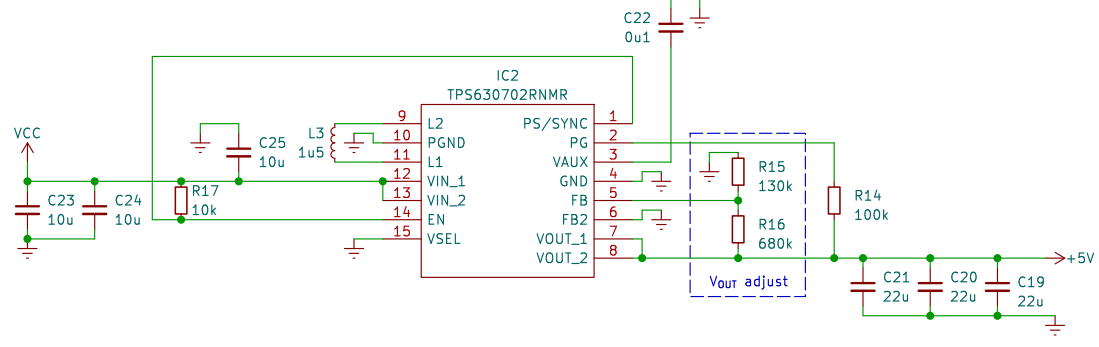 C22
0u1
IC2
TPS630702RNMR
VCC
C23
10u
C24
10u
R17
10k
C25
10u
L3
1u5
9
10
11
12
13
14
15
L2
PGND
L1
VIN_1
VIN_2
EN
VSEL
PS/SYNC
PG
VAUX
GND
FB
FB2
VOUT_1
VOUT_2
1
2
3
4
5
6
7
8
R15
130k
R16
680k
VOUT adjust
R14
100k
C21
22u
C20
22u
C19
22u
+5V